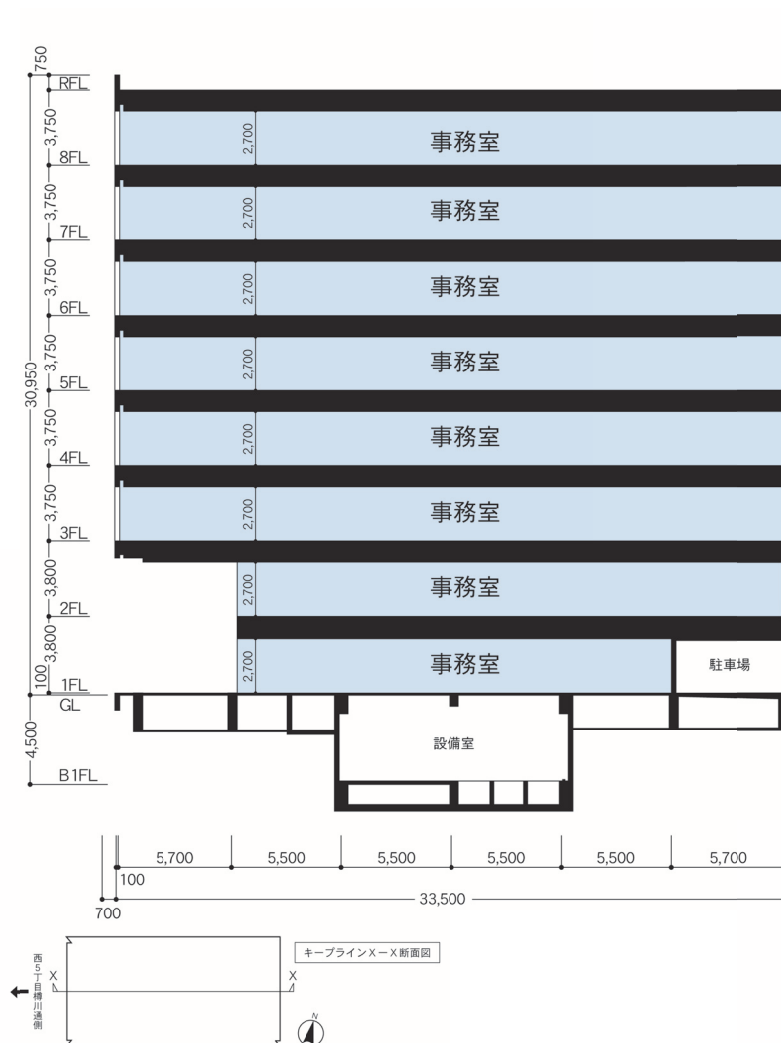 750
RFL
3,750
2,700
事務室
8FL
3,750
2,700
事務室
7FL
3,750
2,700
事務室
6FL
3,750
2,700
事務室
30,950
5FL
3,750
2,700
事務室
4FL
3,750
2,700
事務室
3FL
3,800
2,700
事務室
2FL
3,800
2,700
事務室
駐車場
100
1FL
GL
4,500
設備室
B1FL
5,700
5,500
5,500
5,500
5,500
5,700
100
33,500
700
キープラインX－X断面図
西5丁目樽川通側
X
X
N